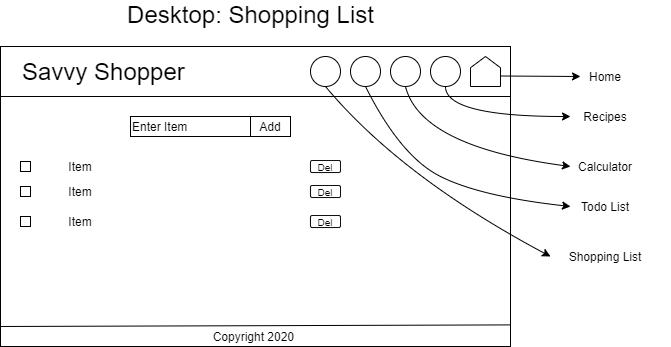 Desktop: Shopping List
Savvy Shopper
Home
Recipes
Enter Item Add
Item Del
Calculator
Item Del
Todo List
Item Del
Shopping List
Copyright 2020